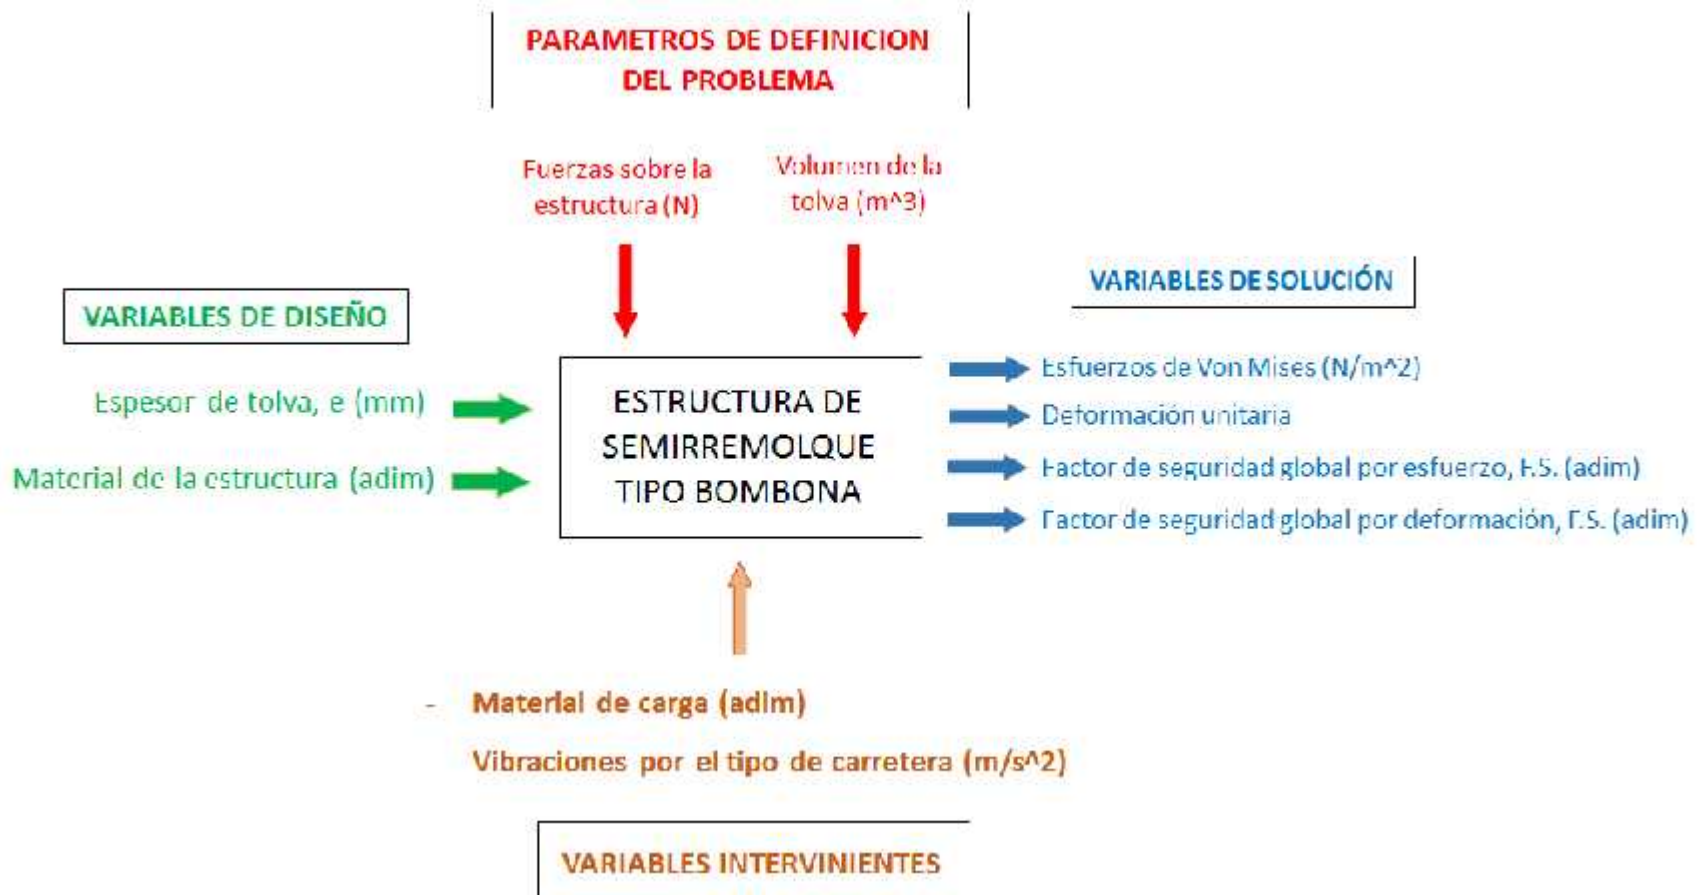 PARAMETROS DE DEFINICION
DEL PROBLEMA
Fuerzas sobre la
estructura (N)
Volumen de la
tolva (m^3)
VARIABLES DE DISEÑO
Espesor de tolva, e (mm)
Material de la estructura (adim)
ESTRUCTURA DE
SEMIRREMOLQUE
TIPO BOMBONA
VARIABLES DE SOLUCIÓN
Esfuerzos de Von Mises (N/m^2)
Deformación unitaria
Factor de seguridad global por esfuerzo, F.S. (adim)
Factor de seguridad global por deformación, F.S. (adim)
- Material de carga (adim)
Vibraciones por el tipo de carretera (m/s^2)
VARIABLES INTERVINIENTES